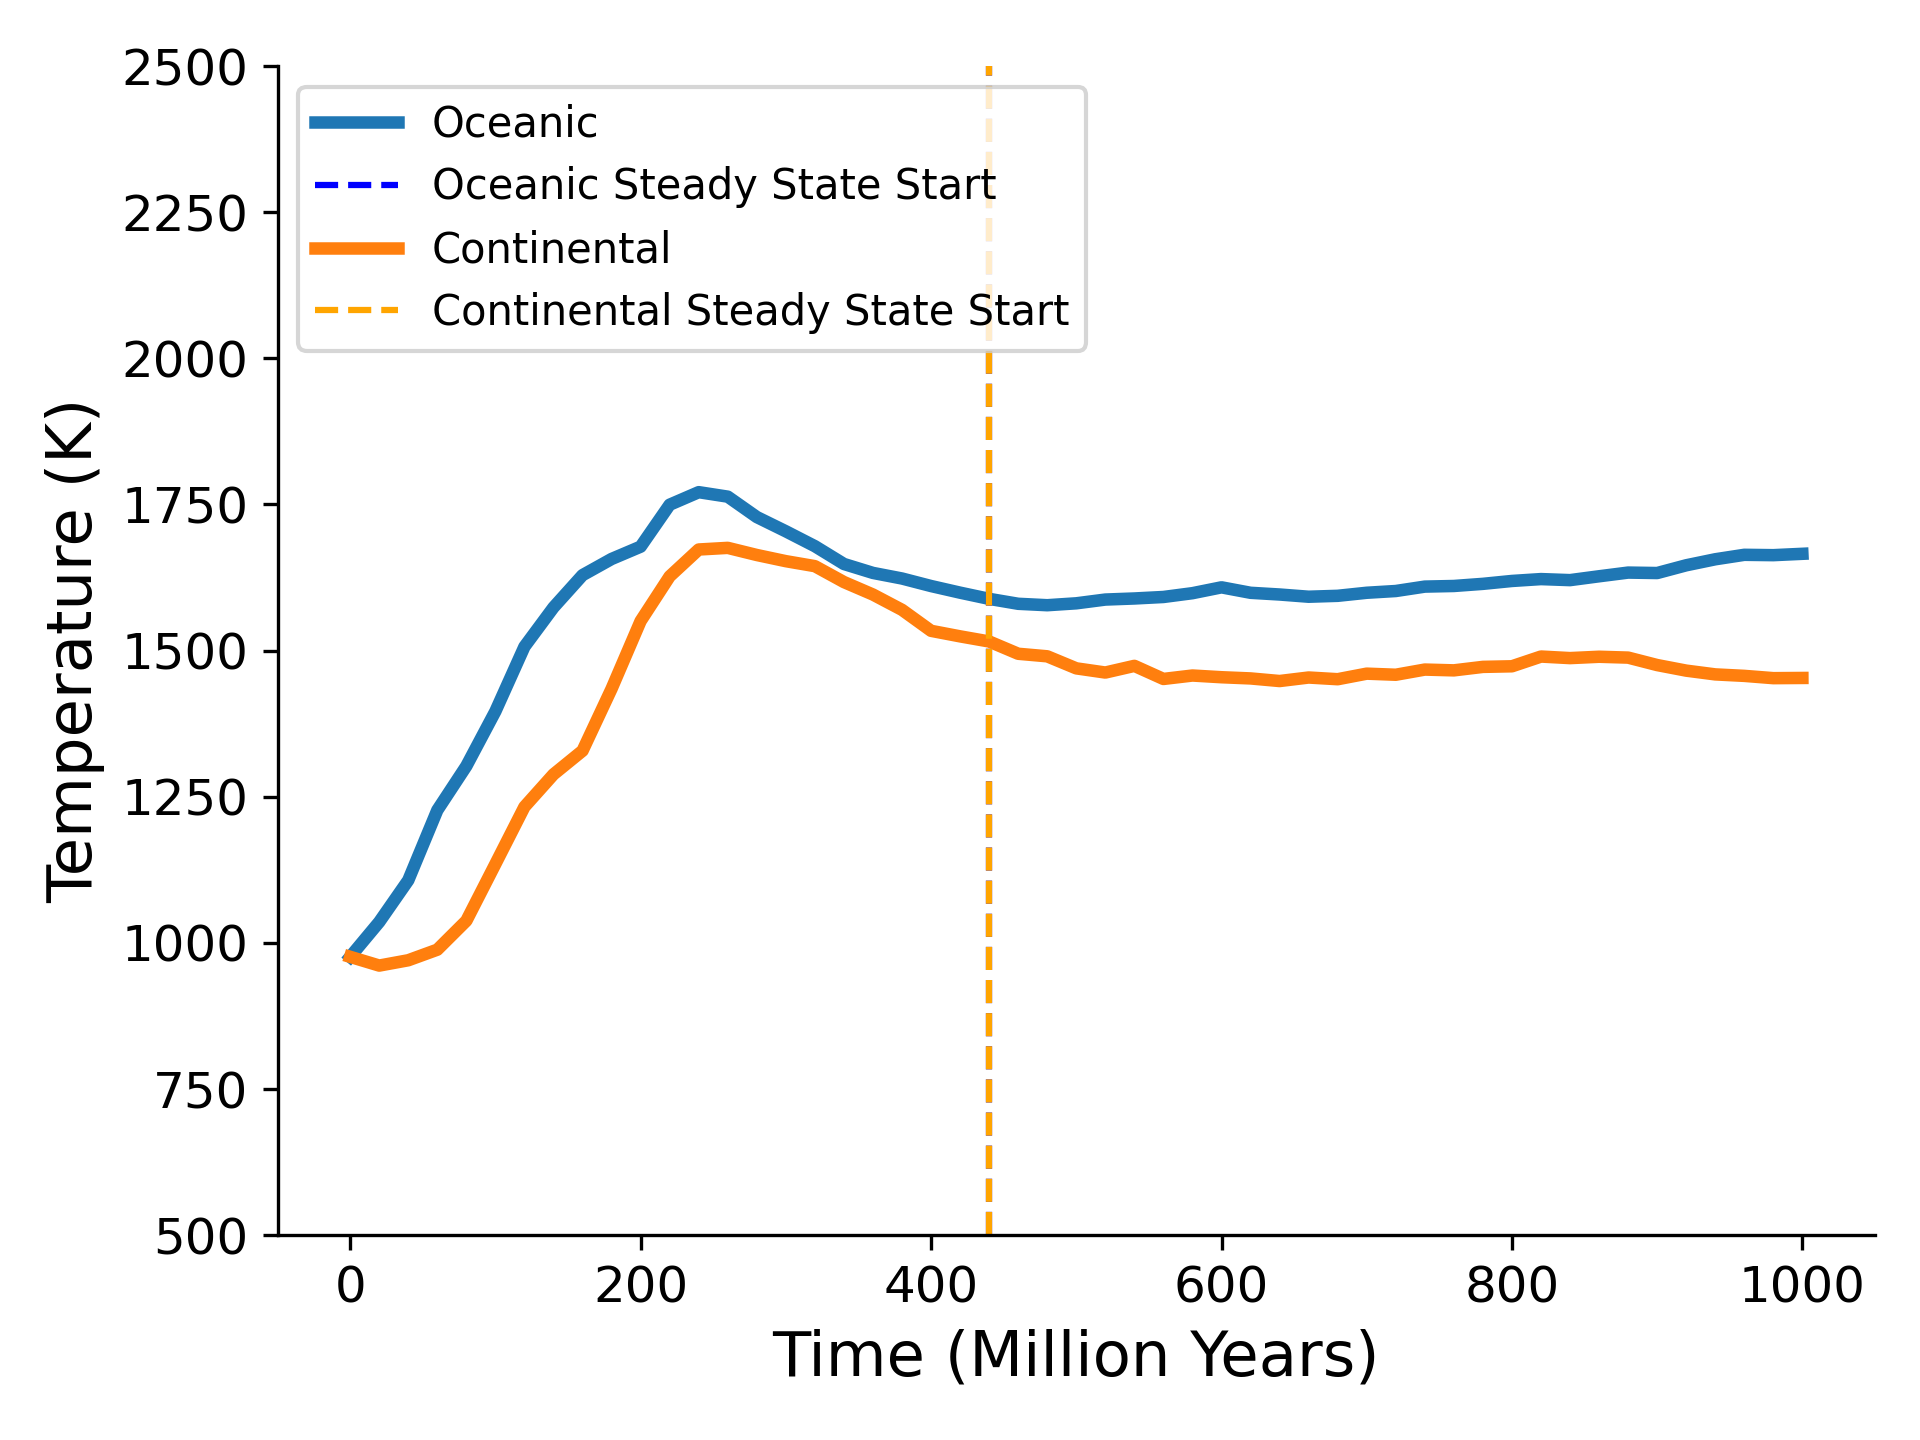 2500
2250
2000
1750
1500
1250
1000
750
500
Temperature (K)
Oceanic
Oceanic Steady State Start
Continental
Continental Steady State Start
0 200 400 600 800 1000
Time (Million Years)